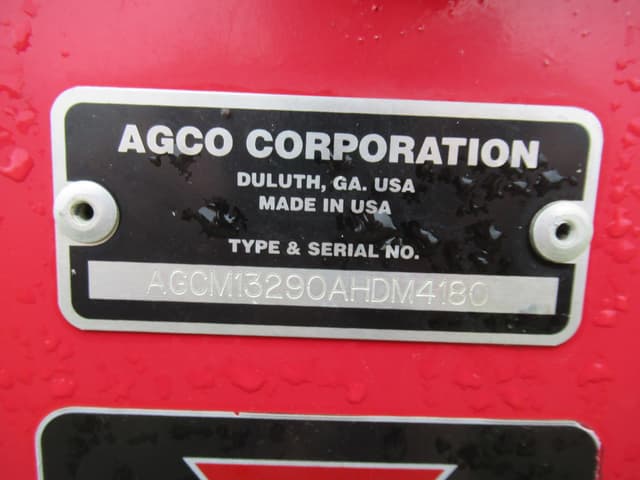 AGCO CORPORATION
DULUTH, GA. USA
MADE IN USA
TYPE & SERIAL NO.
AGCM13290AHDM4180